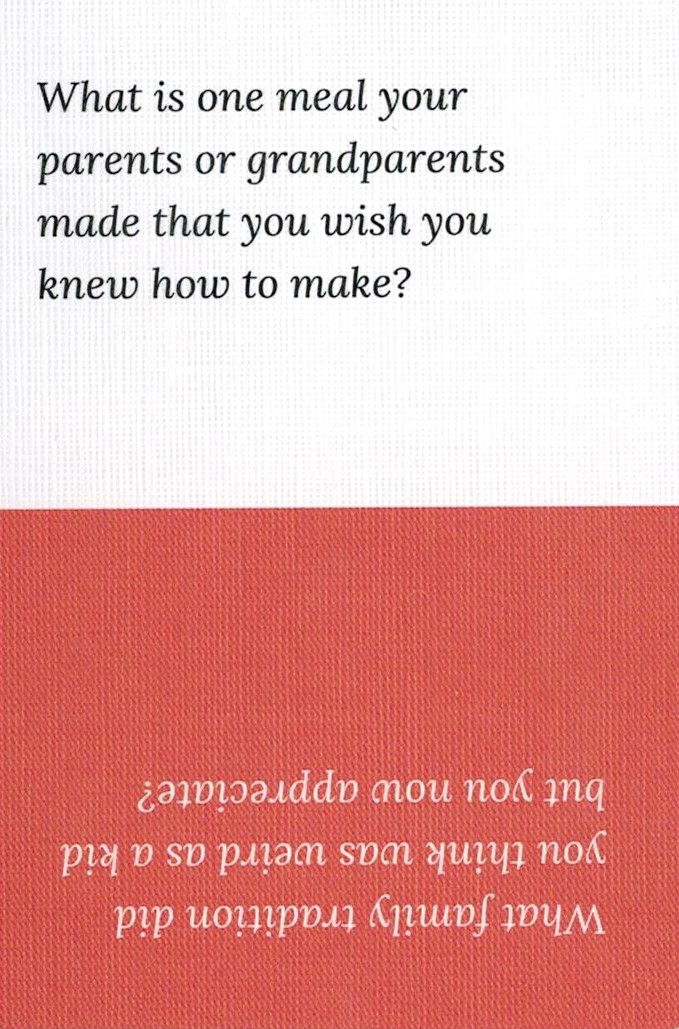 What is one meal your
parents or grandparents
made that you wish you
knew how to make?
What family tradition did
you think was weird as a kid
but you now appreciate?